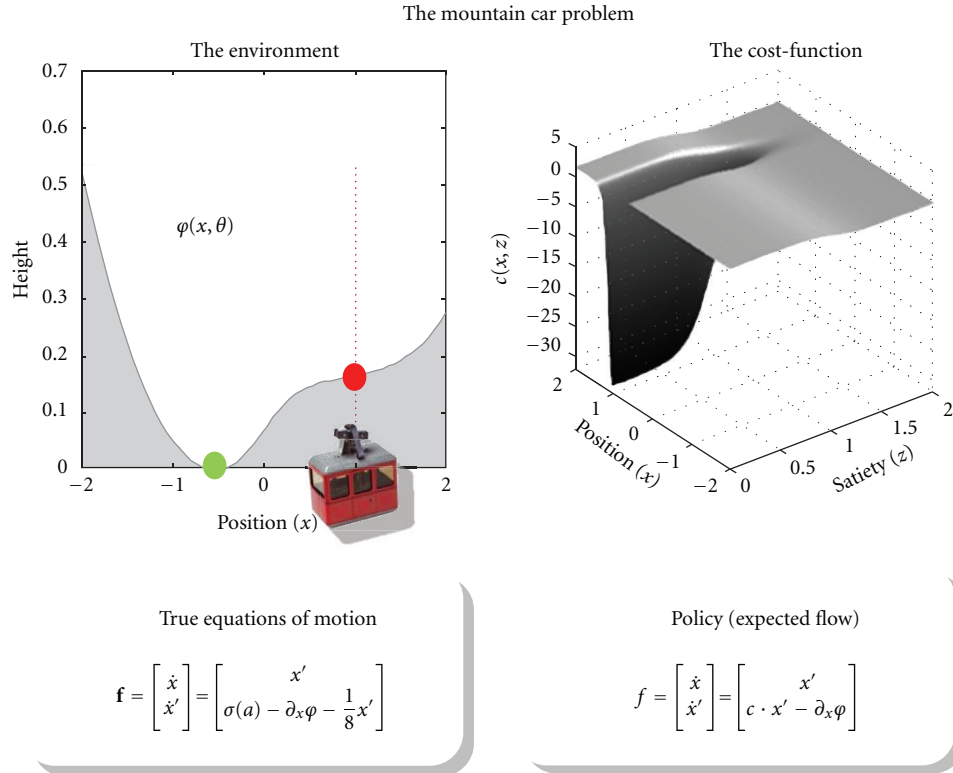 The mountain car problem
The environment
0.7
0.6
0.5
0.4
0.3
0.2
0.1
0
Height
φ(x, θ)
−2
−1
0
1
2
Position (x)
The cost-function
5
0
−5
−10
−15
−20
−25
−30
c(x, z)
2
1
0
−1
−2
Position (x)
0
0.5
1
1.5
2
Satiety (z)
True equations of motion
f = [ẋ ẋ′] = [x′ σ(a) − ∂ₓφ − 1/8 x′]
Policy (expected flow)
f = [ẋ ẋ′] = [x′ c · x′ − ∂ₓφ]